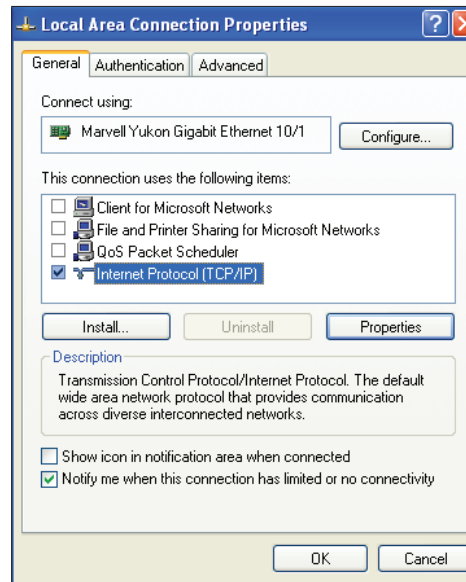 Local Area Connection Properties
General Authentication Advanced
Connect using:
Marvell Yukon Gigabit Ethernet 10/1
Configure...
This connection uses the following items:
Client for Microsoft Networks
File and Printer Sharing for Microsoft Networks
QoS Packet Scheduler
Internet Protocol (TCP/IP)
Install... Uninstall Properties
Description
Transmission Control Protocol/Internet Protocol. The default
wide area network protocol that provides communication
across diverse interconnected networks.
Show icon in notification area when connected
Notify me when this connection has limited or no connectivity
OK Cancel